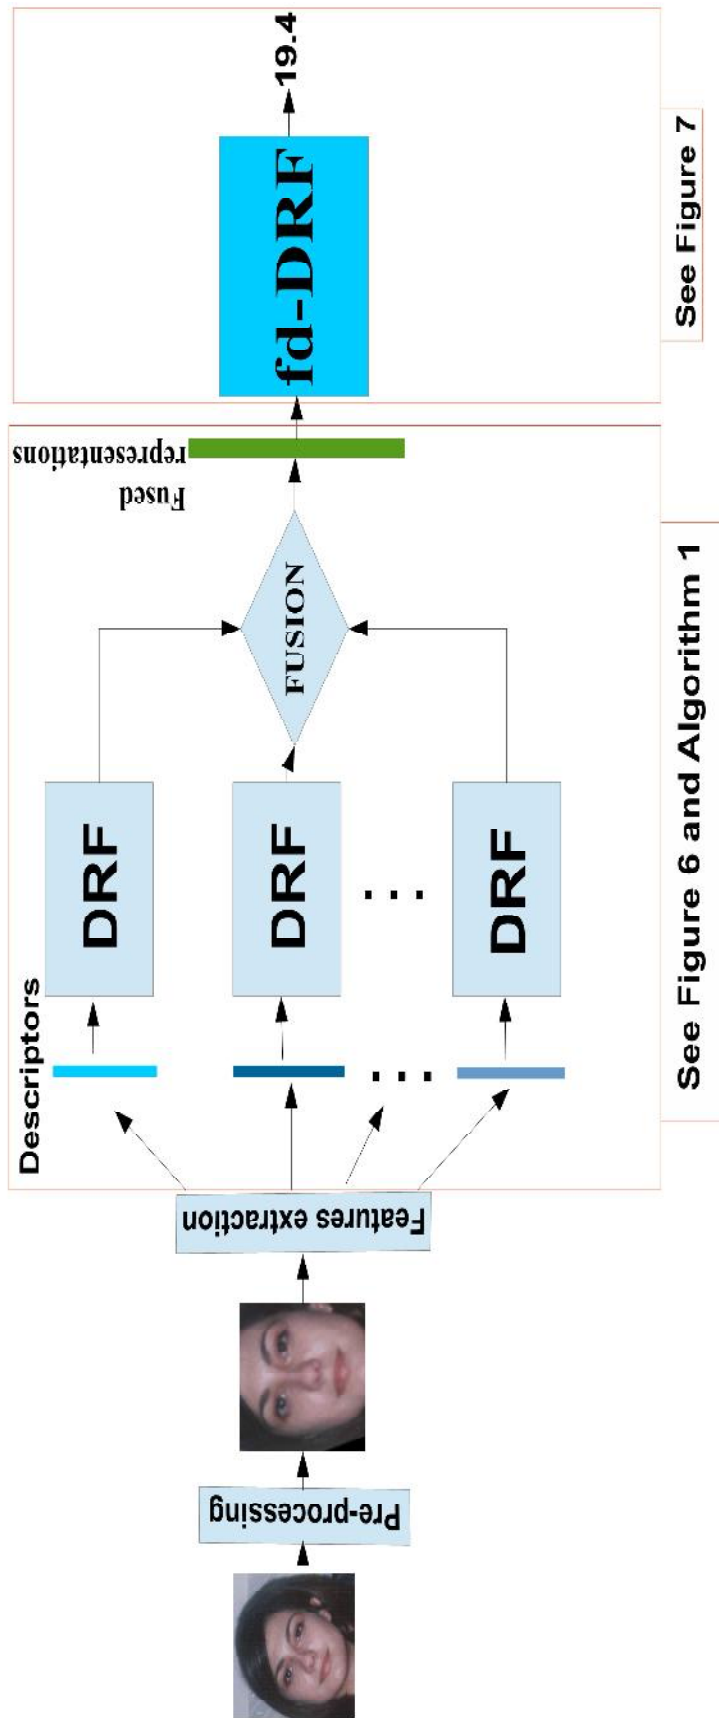 Pre-processing
Features extraction
Descriptors
DRF
DRF
. . .
DRF
. . .
FUSION
Fused
representations
fd-DRF
19.4
See Figure 6 and Algorithm 1
See Figure 7